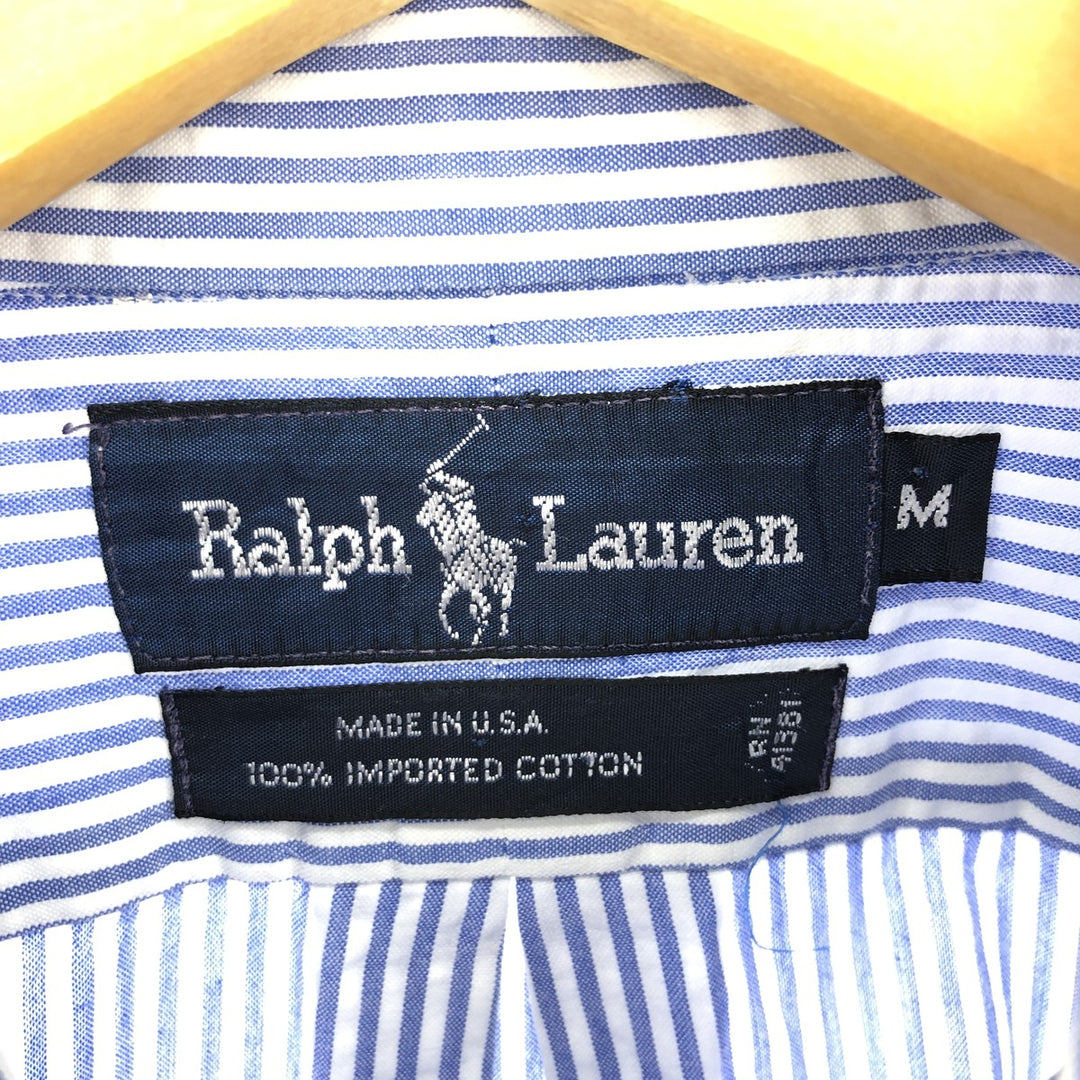 Ralph Lauren
M
MADE IN U.S.A.
100% IMPORTED COTTON
RN
41381